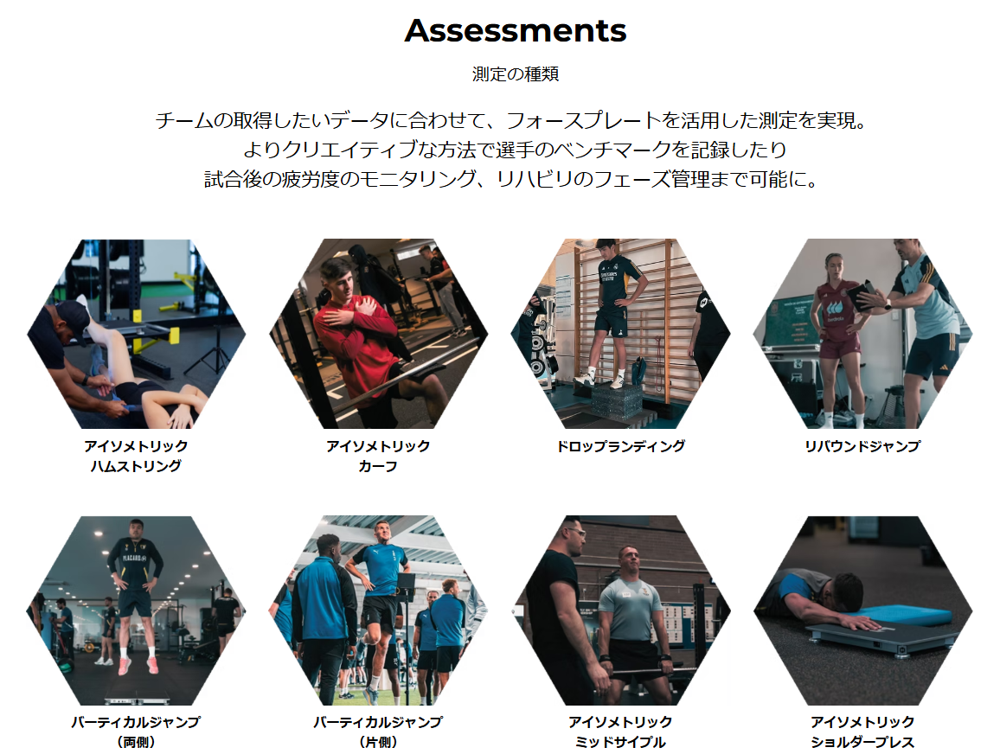 Assessments
測定の種類
チームの取得したいデータに合わせて、フォースプレートを活用した測定を実現。
よりクリエイティブな方法で選手のベンチマークを記録したり
試合後の疲労度のモニタリング、リハビリのフェーズ管理まで可能に。
アイソメトリック
ハムストリング
アイソメトリック
カーフ
ドロップランディング
リバウンドジャンプ
バーティカルジャンプ
（両側）
バーティカルジャンプ
（片側）
アイソメトリック
ミッドサイプル
アイソメトリック
ショルダープレス